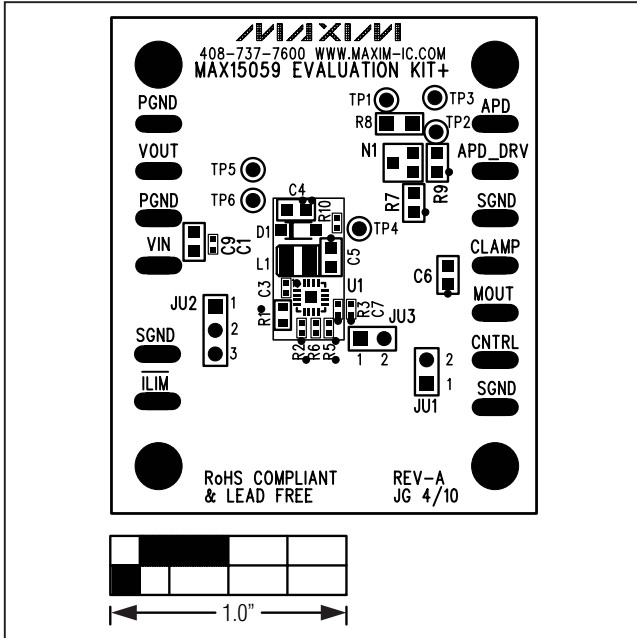 MAXIM
408-737-7600 WWW.MAXIM-IC.COM
MAX15059 EVALUATION KIT+
PGND
TP1
TP3
APD
R8
TP2
VOUT
N1
APD_DRV
TP5
TP6
C4
R7
R9
PGND
R10
SGND
D1
TP4
VIN
C9
C1
L1
C5
CLAMP
C6
C3
U1
JU2
1
2
3
R1
R3
C7
JU3
1 2
MOUT
SGND
R2
R6
R5
CNTRL
2
1
JU1
ILIM
SGND
RoHS COMPLIANT
& LEAD FREE
REV-A
JG 4/10
1.0"